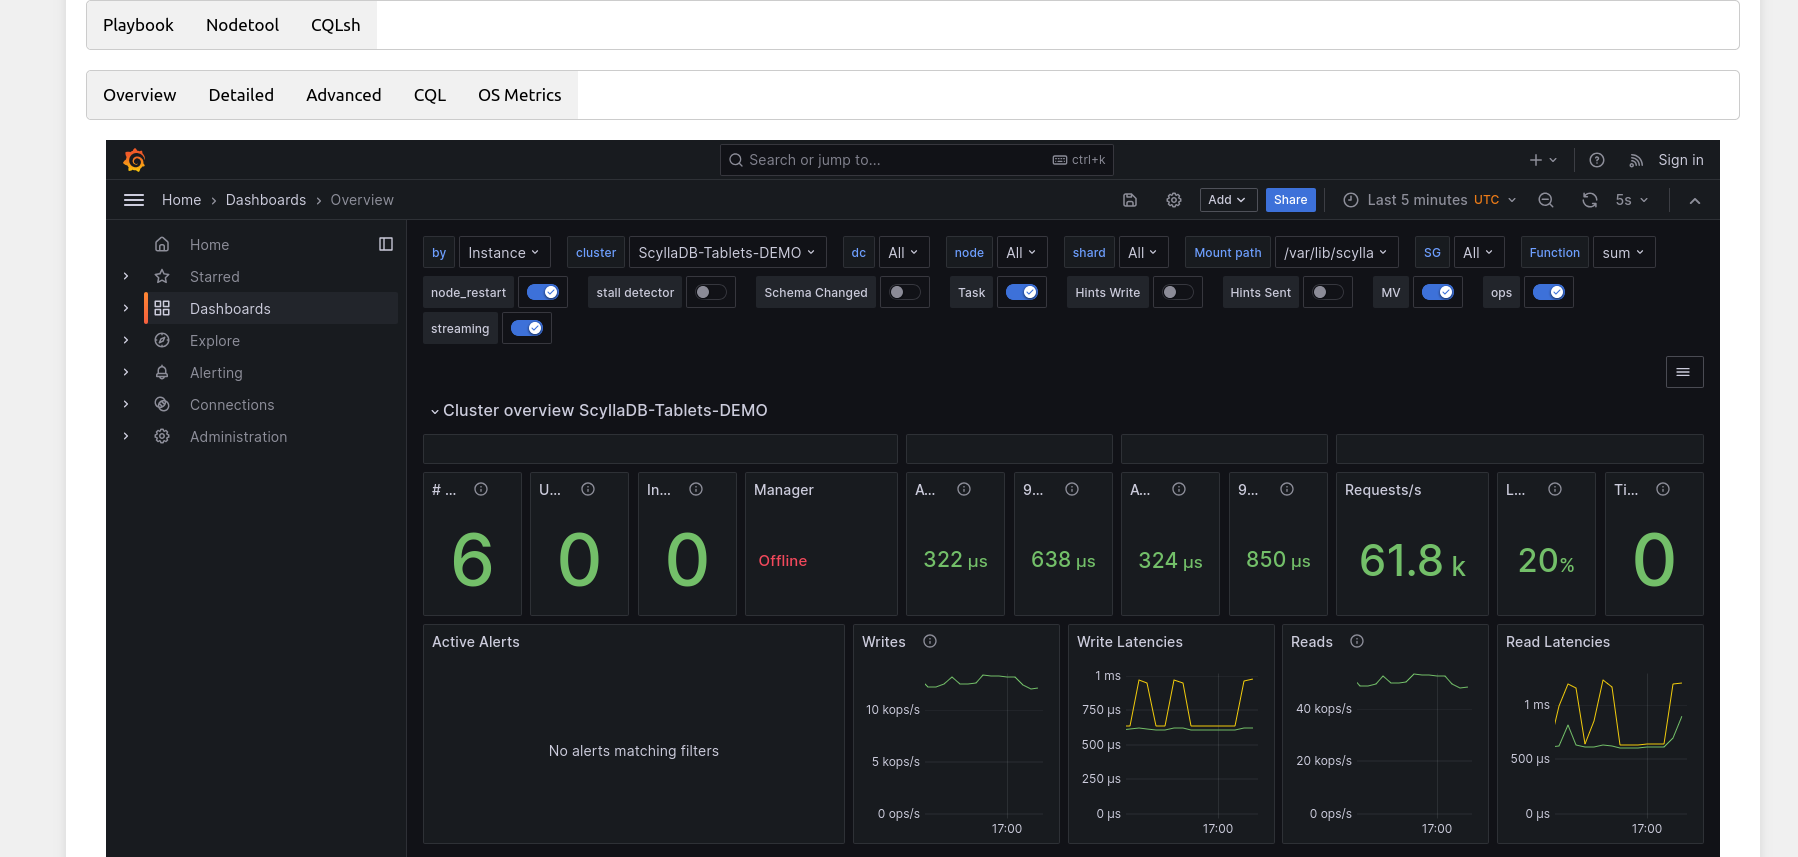 Playbook Nodetool CQLsh
Overview Detailed Advanced CQL OS Metrics
Search or jump to... ctrl+k Sign in
Home › Dashboards › Overview Add Share Last 5 minutes UTC 5s
Home
Starred
Dashboards
Explore
Alerting
Connections
Administration
by Instance cluster ScyllaDB-Tablets-DEMO dc All node All shard All Mount path /var/lib/scylla SG All Function sum
node_restart stall detector Schema Changed Task Hints Write Hints Sent MV ops
streaming
Cluster overview ScyllaDB-Tablets-DEMO
# ... U... In... Manager A... 9... A... 9... Requests/s L... Ti...
6 0 0 Offline 322 µs 638 µs 324 µs 850 µs 61.8 k 20% 0
Active Alerts
No alerts matching filters
Writes
10 kops/s
5 kops/s
0 ops/s
17:00
Write Latencies
1 ms
750 µs
500 µs
250 µs
0 µs
17:00
Reads
40 kops/s
20 kops/s
0 ops/s
17:00
Read Latencies
1 ms
500 µs
0 µs
17:00